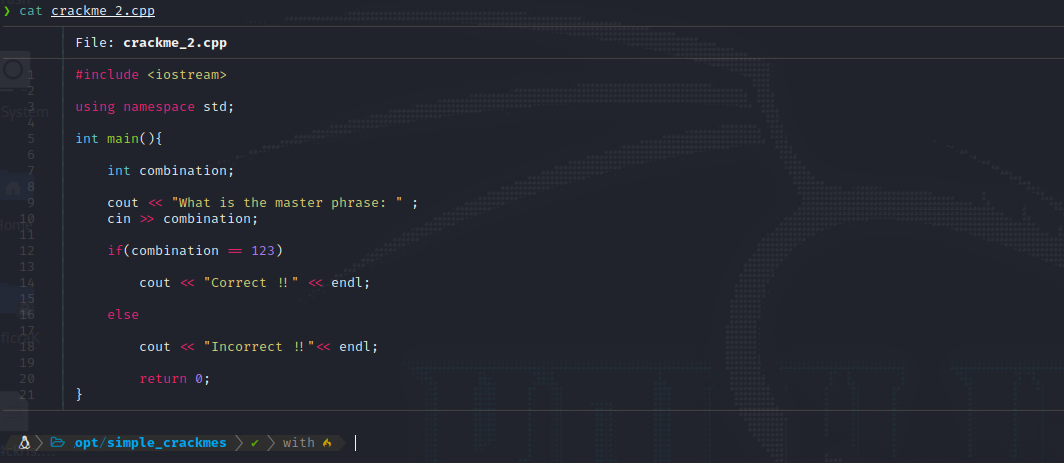 ❯ cat crackme_2.cpp
File: crackme_2.cpp
1 #include <iostream>
2
3 using namespace std;
4
5 int main(){
6
7 int combination;
8
9 cout << "What is the master phrase: " ;
10 cin >> combination;
11
12 if(combination == 123)
13
14 cout << "Correct !!" << endl;
15
16 else
17
18 cout << "Incorrect !!"<< endl;
19
20 return 0;
21 }
System
opt/simple_crackmes ✔ with